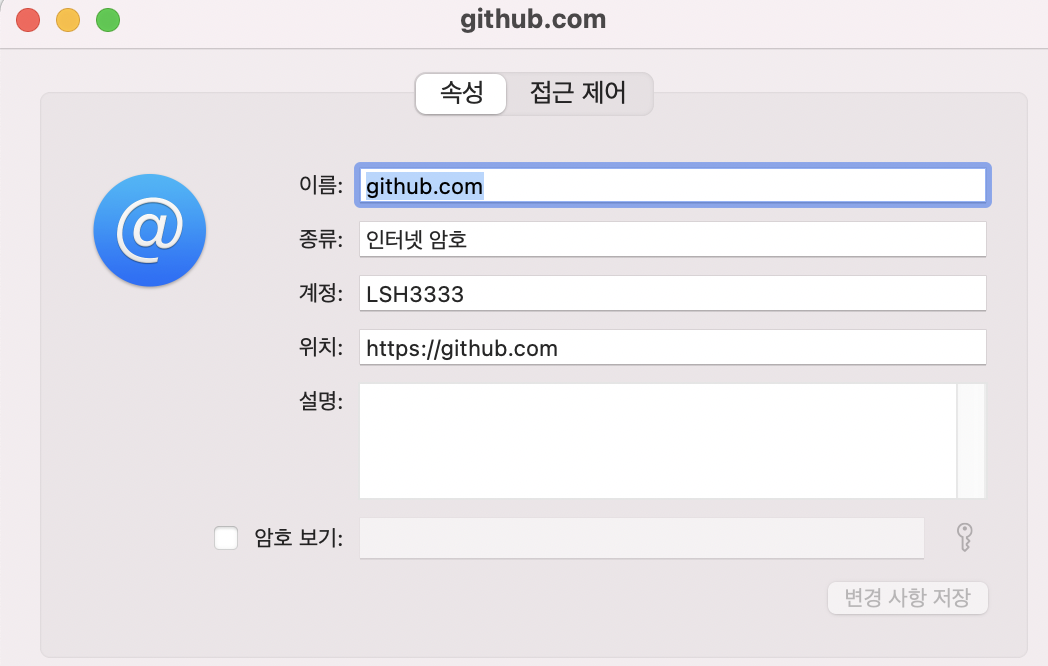 github.com
속성 접근 제어
이름: github.com
종류: 인터넷 암호
계정: LSH3333
위치: https://github.com
설명:
암호 보기:
변경 사항 저장